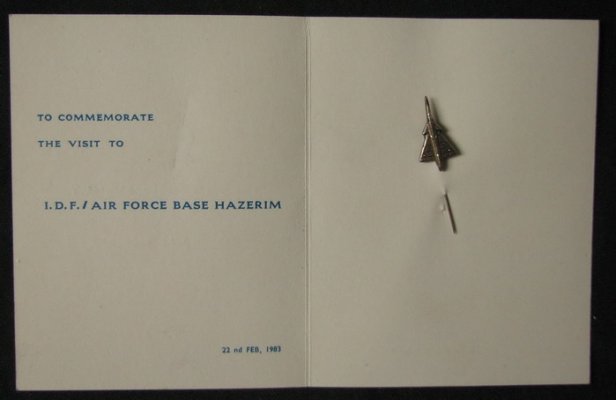 TO COMMEMORATE
THE VISIT TO
I.D.F./AIR FORCE BASE HAZERIM
22 nd FEB, 1983